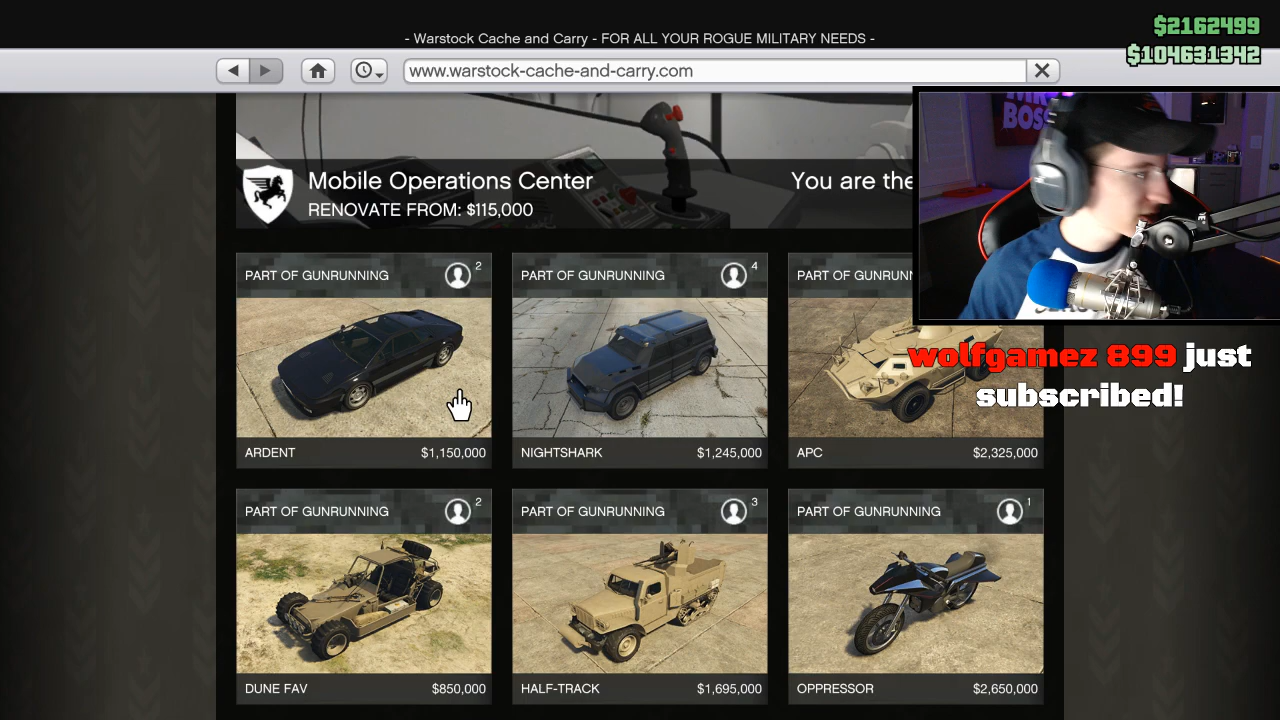 - Warstock Cache and Carry - FOR ALL YOUR ROGUE MILITARY NEEDS -
$2162499
$104631342
www.warstock-cache-and-carry.com
Mobile Operations Center
You are the
RENOVATE FROM: $115,000
BOSS
PART OF GUNRUNNING 2
PART OF GUNRUNNING 4
PART OF GUNRUN
wolfgamez 899 just
subscribed!
ARDENT $1,150,000
NIGHTSHARK $1,245,000
APC $2,325,000
PART OF GUNRUNNING 2
PART OF GUNRUNNING 3
PART OF GUNRUNNING 1
DUNE FAV $850,000
HALF-TRACK $1,695,000
OPPRESSOR $2,650,000